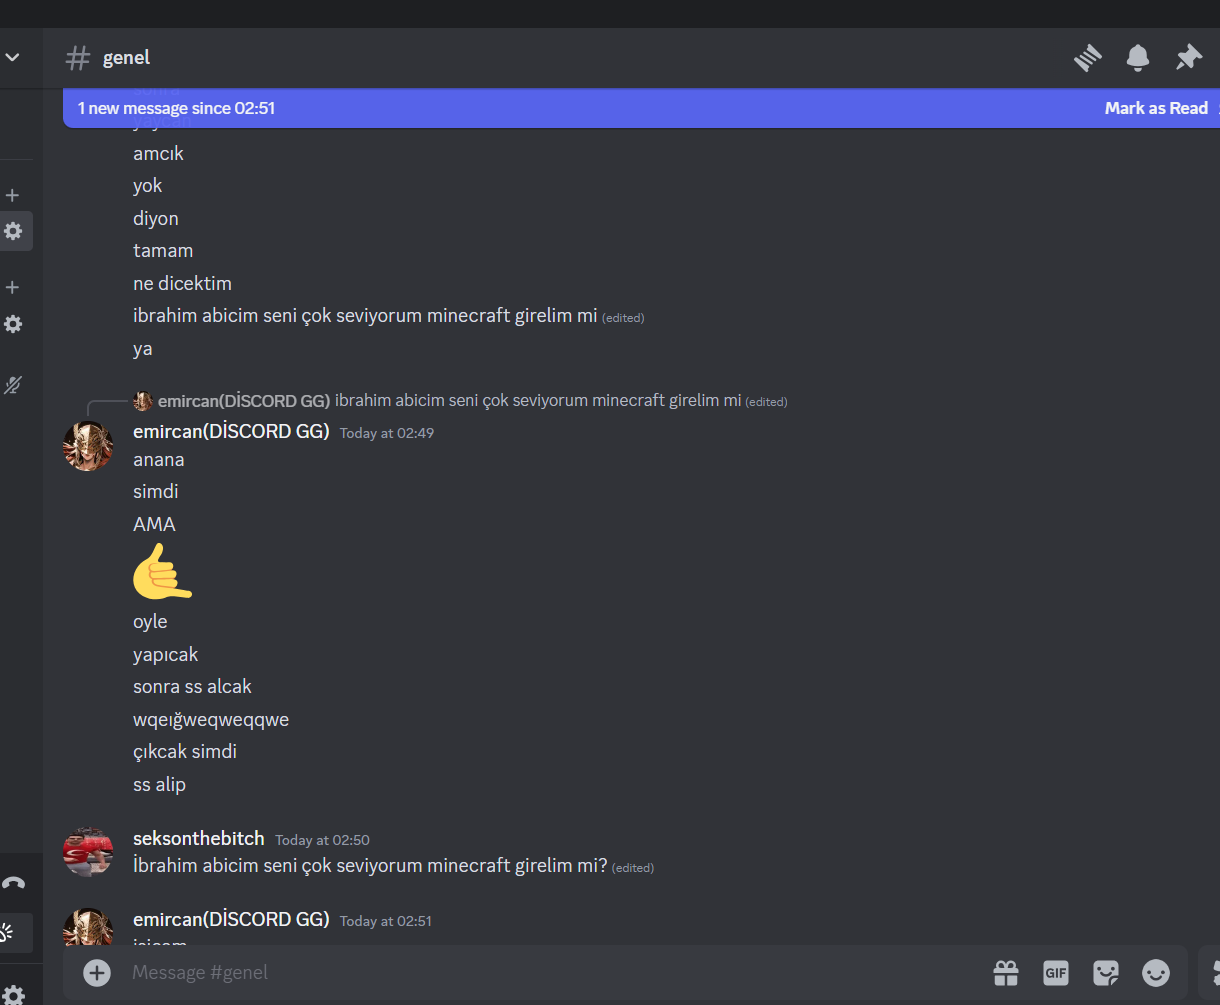 genel
1 new message since 02:51
Mark as Read
amcık
yok
diyon
tamam
ne dicektim
ibrahim abicim seni çok seviyorum minecraft girelim mi (edited)
ya
emircan(DİSCORD GG) ibrahim abicim seni çok seviyorum minecraft girelim mi (edited)
emircan(DİSCORD GG) Today at 02:49
anana
simdi
AMA
oyle
yapıcak
sonra ss alcak
wqeığweqweqqwe
çıkcak simdi
ss alip
seksonthebitch Today at 02:50
İbrahim abicim seni çok seviyorum minecraft girelim mi? (edited)
emircan(DİSCORD GG) Today at 02:51
Message #genel
GIF